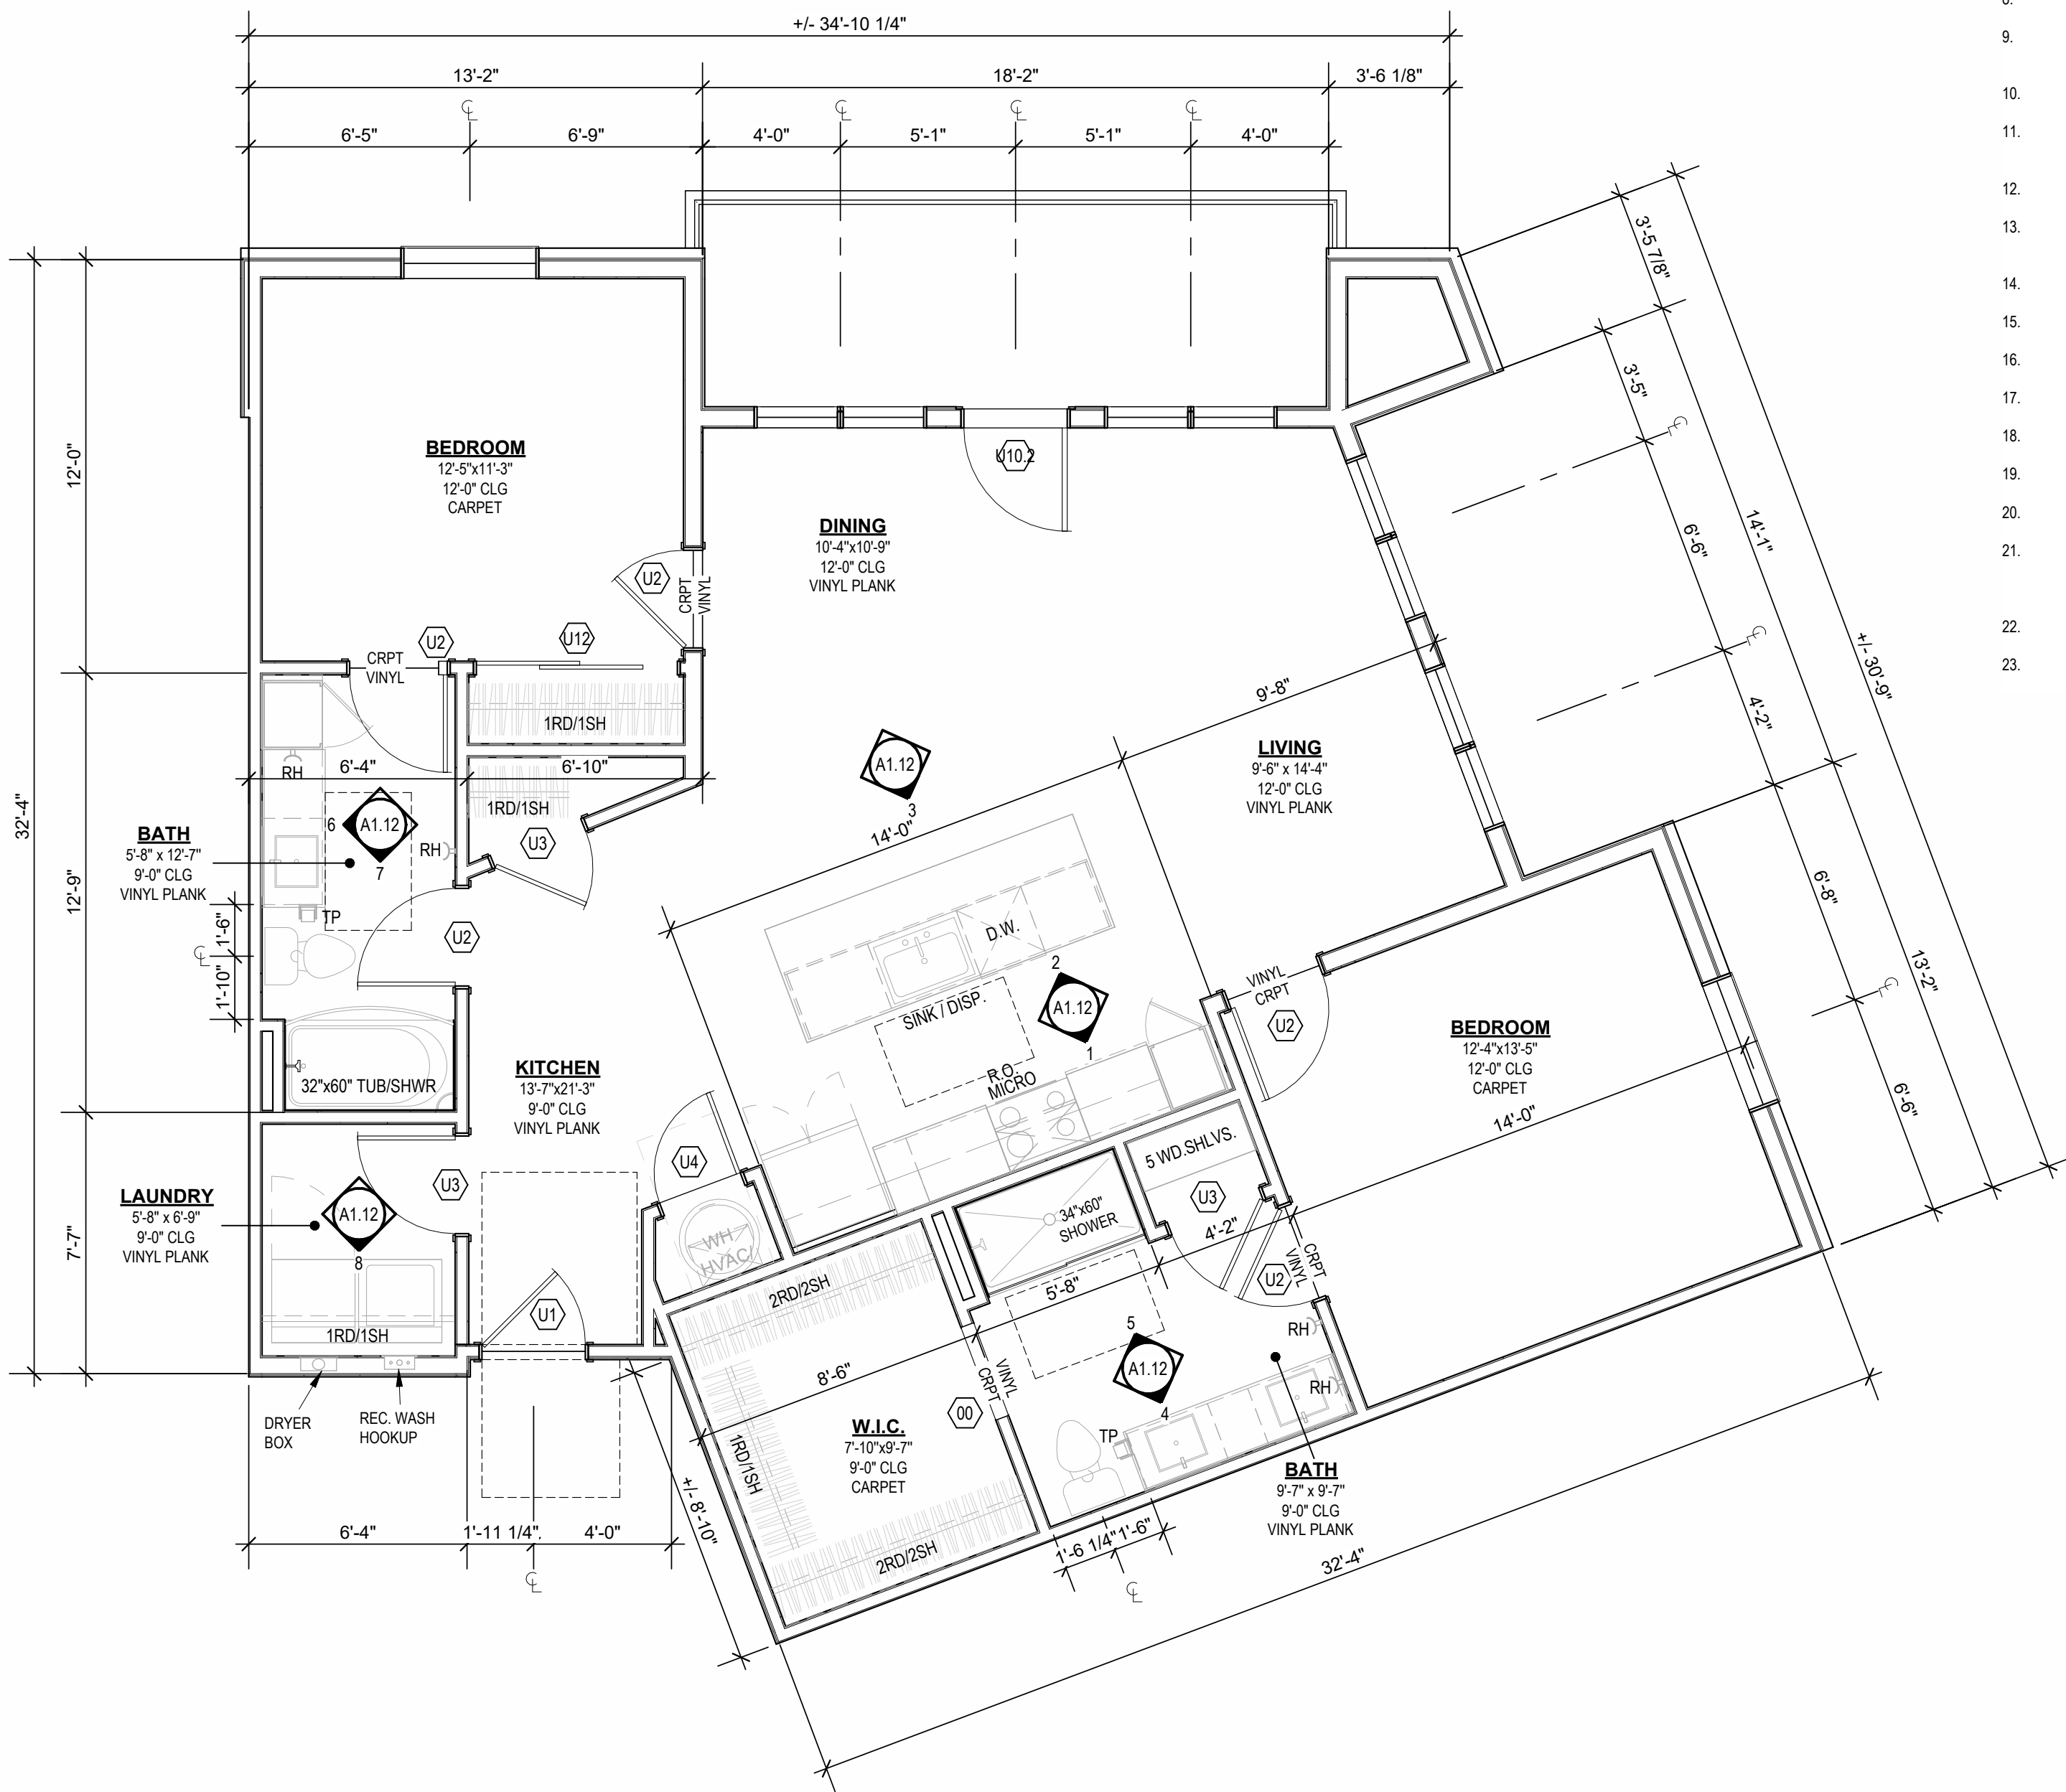 +/- 34'-10 1/4"
13'-2"
18'-2"
3'-6 1/8"
6'-5"
6'-9"
4'-0"
5'-1"
5'-1"
4'-0"
9.
10.
11.
12.
13.
14.
15.
16.
17.
18.
19.
20.
21.
22.
23.
32'-4"
12'-0"
12'-9"
7'-7"
3'-5 7/8"
3'-5"
6'-6"
14'-1"
+/- 30'-9"
4'-2"
6'-8"
13'-2"
6'-6"
BEDROOM
12'-5"x11'-3"
12'-0" CLG
CARPET
U10.2
DINING
10'-4"x10'-9"
12'-0" CLG
VINYL PLANK
U2
CRPT
VINYL
U2
U12
CRPT
VINYL
1RD/1SH
RH
6'-4"
6'-10"
1RD/1SH
U3
A1.12
3
9'-8"
14'-0"
LIVING
9'-6" x 14'-4"
12'-0" CLG
VINYL PLANK
BATH
5'-8" x 12'-7"
9'-0" CLG
VINYL PLANK
6
A1.12
7
RH
TP
1'-6"
1'-10"
U2
32"x60" TUB/SHWR
D.W.
SINK / DISP.
2
A1.12
1
R.O.
MICRO
VINYL
CRPT
U2
BEDROOM
12'-4"x13'-5"
12'-0" CLG
CARPET
14'-0"
KITCHEN
13'-7"x21'-3"
9'-0" CLG
VINYL PLANK
U4
WH
HVAC/
5 WD.SHLVS.
U3
34"x60"
SHOWER
4'-2"
CRPT
VINYL
U2
5'-8"
LAUNDRY
5'-8" x 6'-9"
9'-0" CLG
VINYL PLANK
U3
A1.12
8
1RD/1SH
U1
DRYER
BOX
REC. WASH
HOOKUP
2RD/2SH
8'-6"
VINYL
CRPT
00
W.I.C.
7'-10"x9'-7"
9'-0" CLG
CARPET
1RD/1SH
2RD/2SH
5
A1.12
4
RH
RH
TP
BATH
9'-7" x 9'-7"
9'-0" CLG
VINYL PLANK
6'-4"
1'-11 1/4"
4'-0"
+/- 8'-10"
1'-6 1/4"
1'-6"
32'-4"